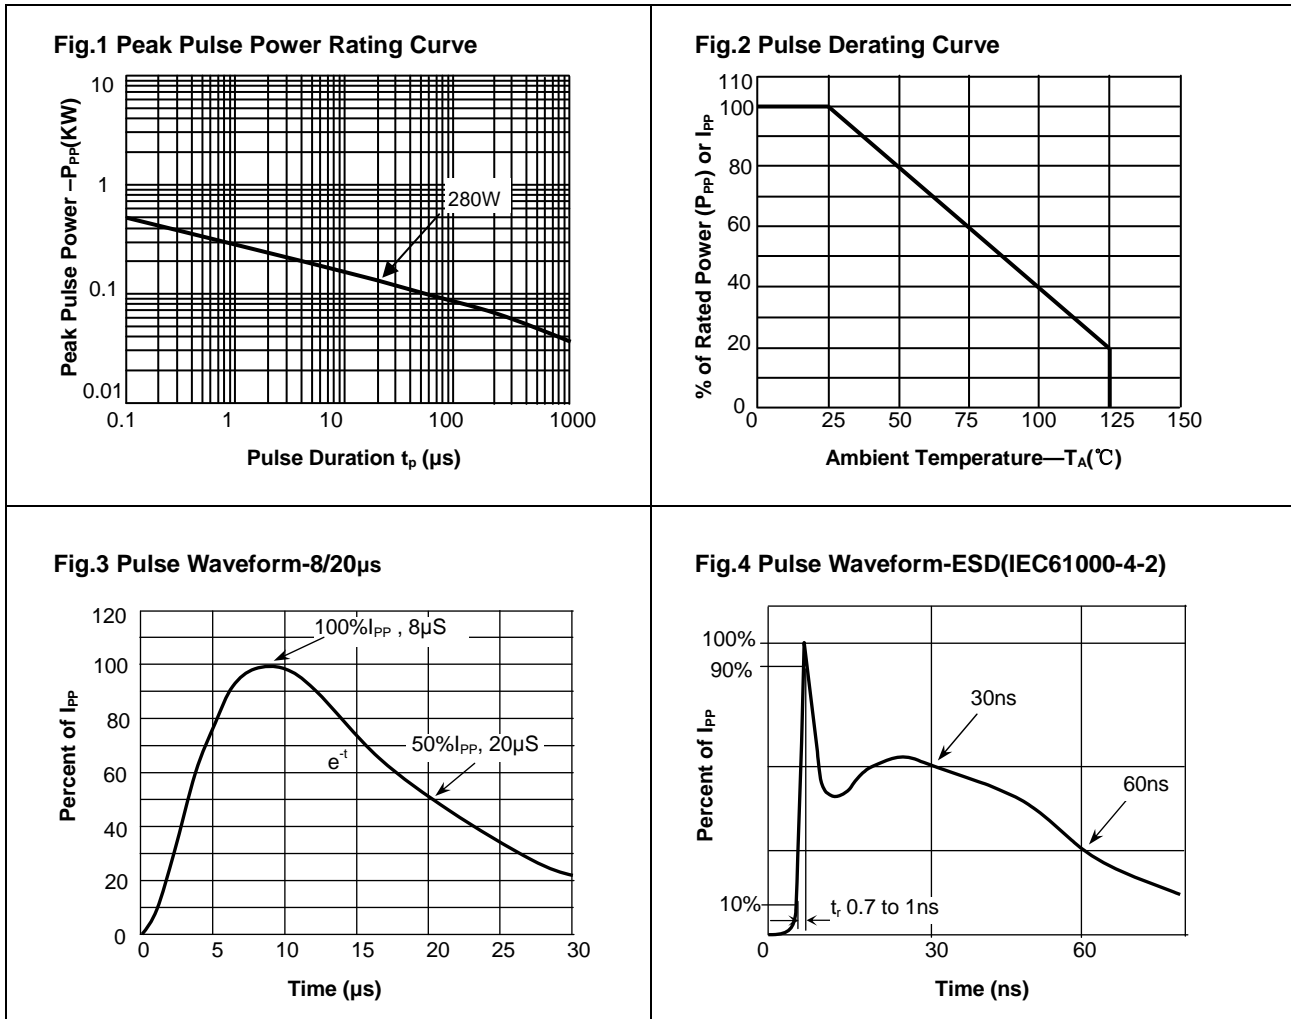 Fig.1 Peak Pulse Power Rating Curve
Peak Pulse Power –PPP(KW)
10
1
0.1
0.01
280W
0.1 1 10 100 1000
Pulse Duration tp (µs)
Fig.2 Pulse Derating Curve
% of Rated Power (PPP) or IPP
110
100
80
60
40
20
0
0 25 50 75 100 125 150
Ambient Temperature—TA(℃)
Fig.3 Pulse Waveform-8/20µs
Percent of IPP
120
100
80
60
40
20
0
100%IPP , 8µS
50%IPP, 20µS
e-t
0 5 10 15 20 25 30
Time (µs)
Fig.4 Pulse Waveform-ESD(IEC61000-4-2)
Percent of IPP
100%
90%
10%
30ns
60ns
tr 0.7 to 1ns
0 30 60
Time (ns)